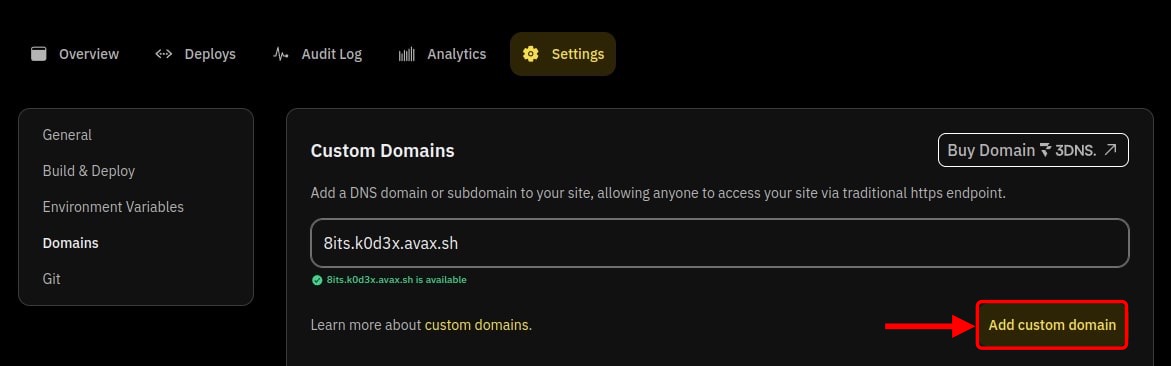 Overview Deploys Audit Log Analytics Settings
General
Build & Deploy
Environment Variables
Domains
Git
Custom Domains
Buy Domain 3DNS.
Add a DNS domain or subdomain to your site, allowing anyone to access your site via traditional https endpoint.
8its.k0d3x.avax.sh
8its.k0d3x.avax.sh is available
Learn more about custom domains.
Add custom domain